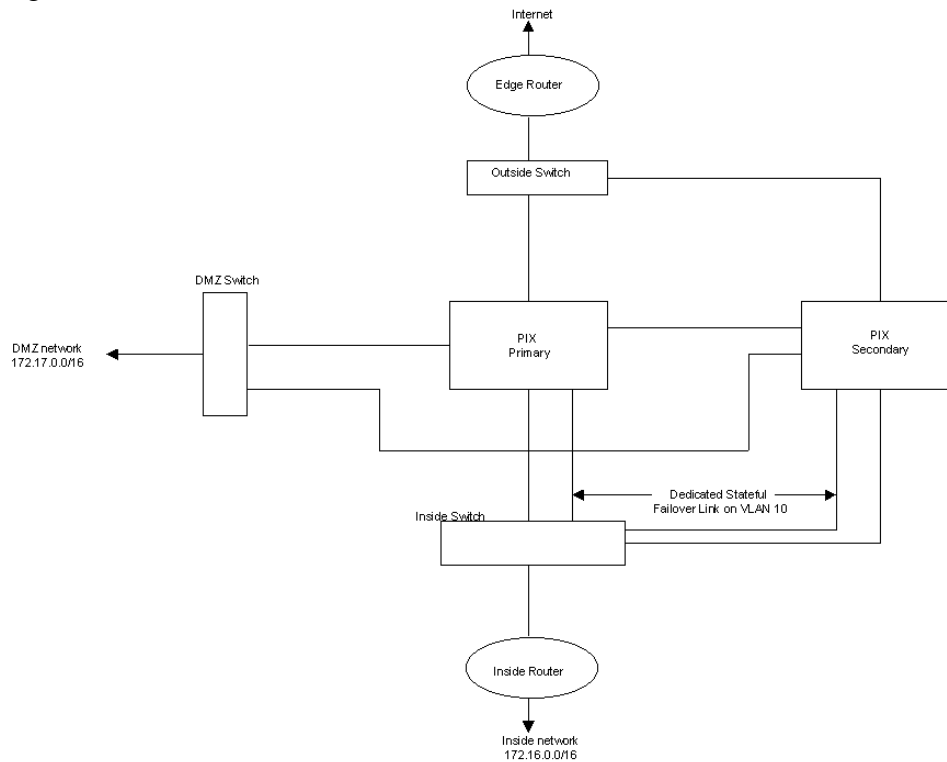 Internet
Edge Router
Outside Switch
DMZ Switch
PIX
Primary
PIX
Secondary
DMZ network
172.17.0.0/16
Dedicated Stateful
Failover Link on VLAN 10
Inside Switch
Inside Router
Inside network
172.16.0.0/16